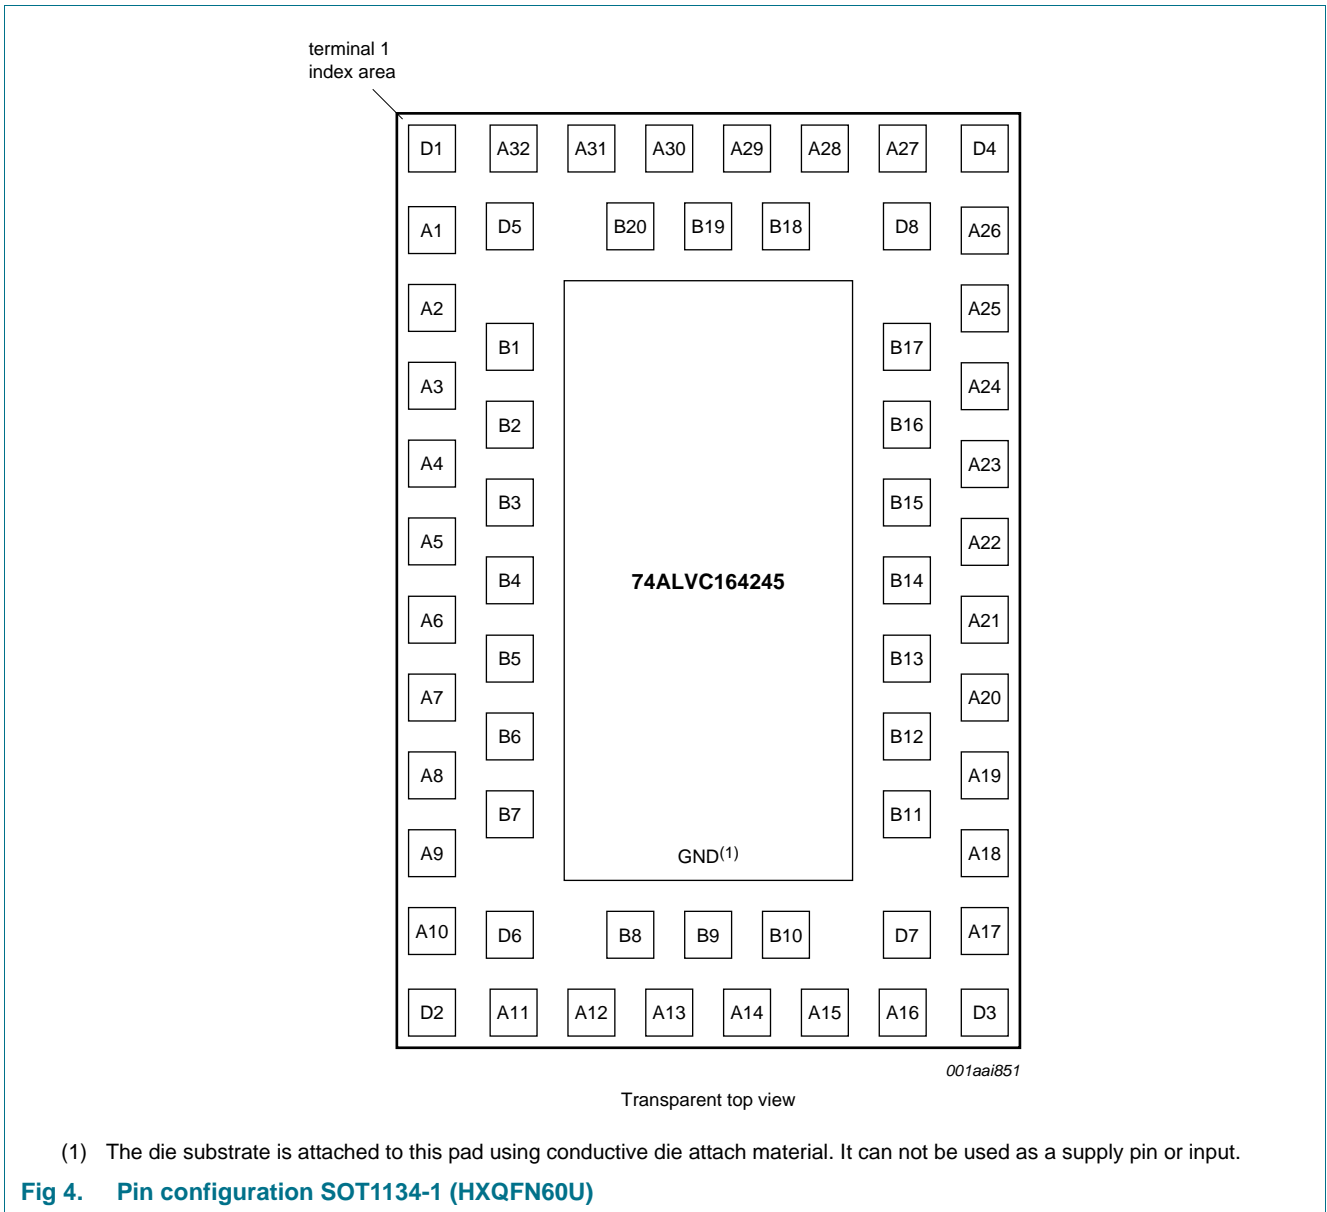 terminal 1
index area
D1 A32 A31 A30 A29 A28 A27 D4
A1 D5 B20 B19 B18 D8 A26
A2 A25
B1 B17
A3 A24
B2 B16
A4 A23
B3 B15
A5 A22
B4 74ALVC164245 B14
A6 A21
B5 B13
A7 A20
B6 B12
A8 A19
B7 B11
A9 GND(1) A18
A10 D6 B8 B9 B10 D7 A17
D2 A11 A12 A13 A14 A15 A16 D3
001aai851
Transparent top view
(1) The die substrate is attached to this pad using conductive die attach material. It can not be used as a supply pin or input.
Fig 4. Pin configuration SOT1134-1 (HXQFN60U)